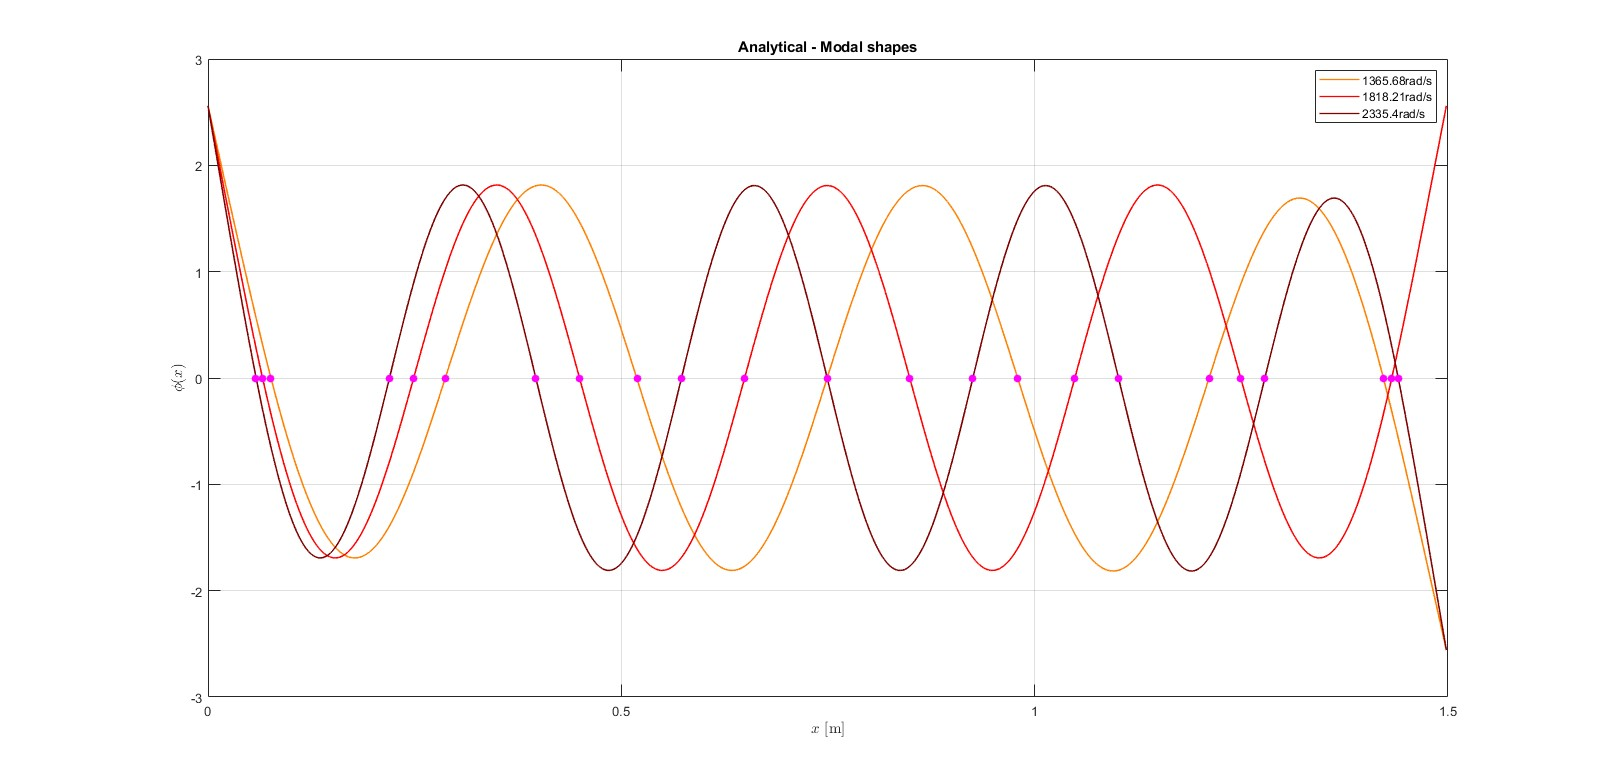 Analytical - Modal shapes
3
2
1
0
-1
-2
-3
ϕ(x)
1365.68rad/s
1818.21rad/s
2335.4rad/s
0
0.5
1
1.5
x [m]